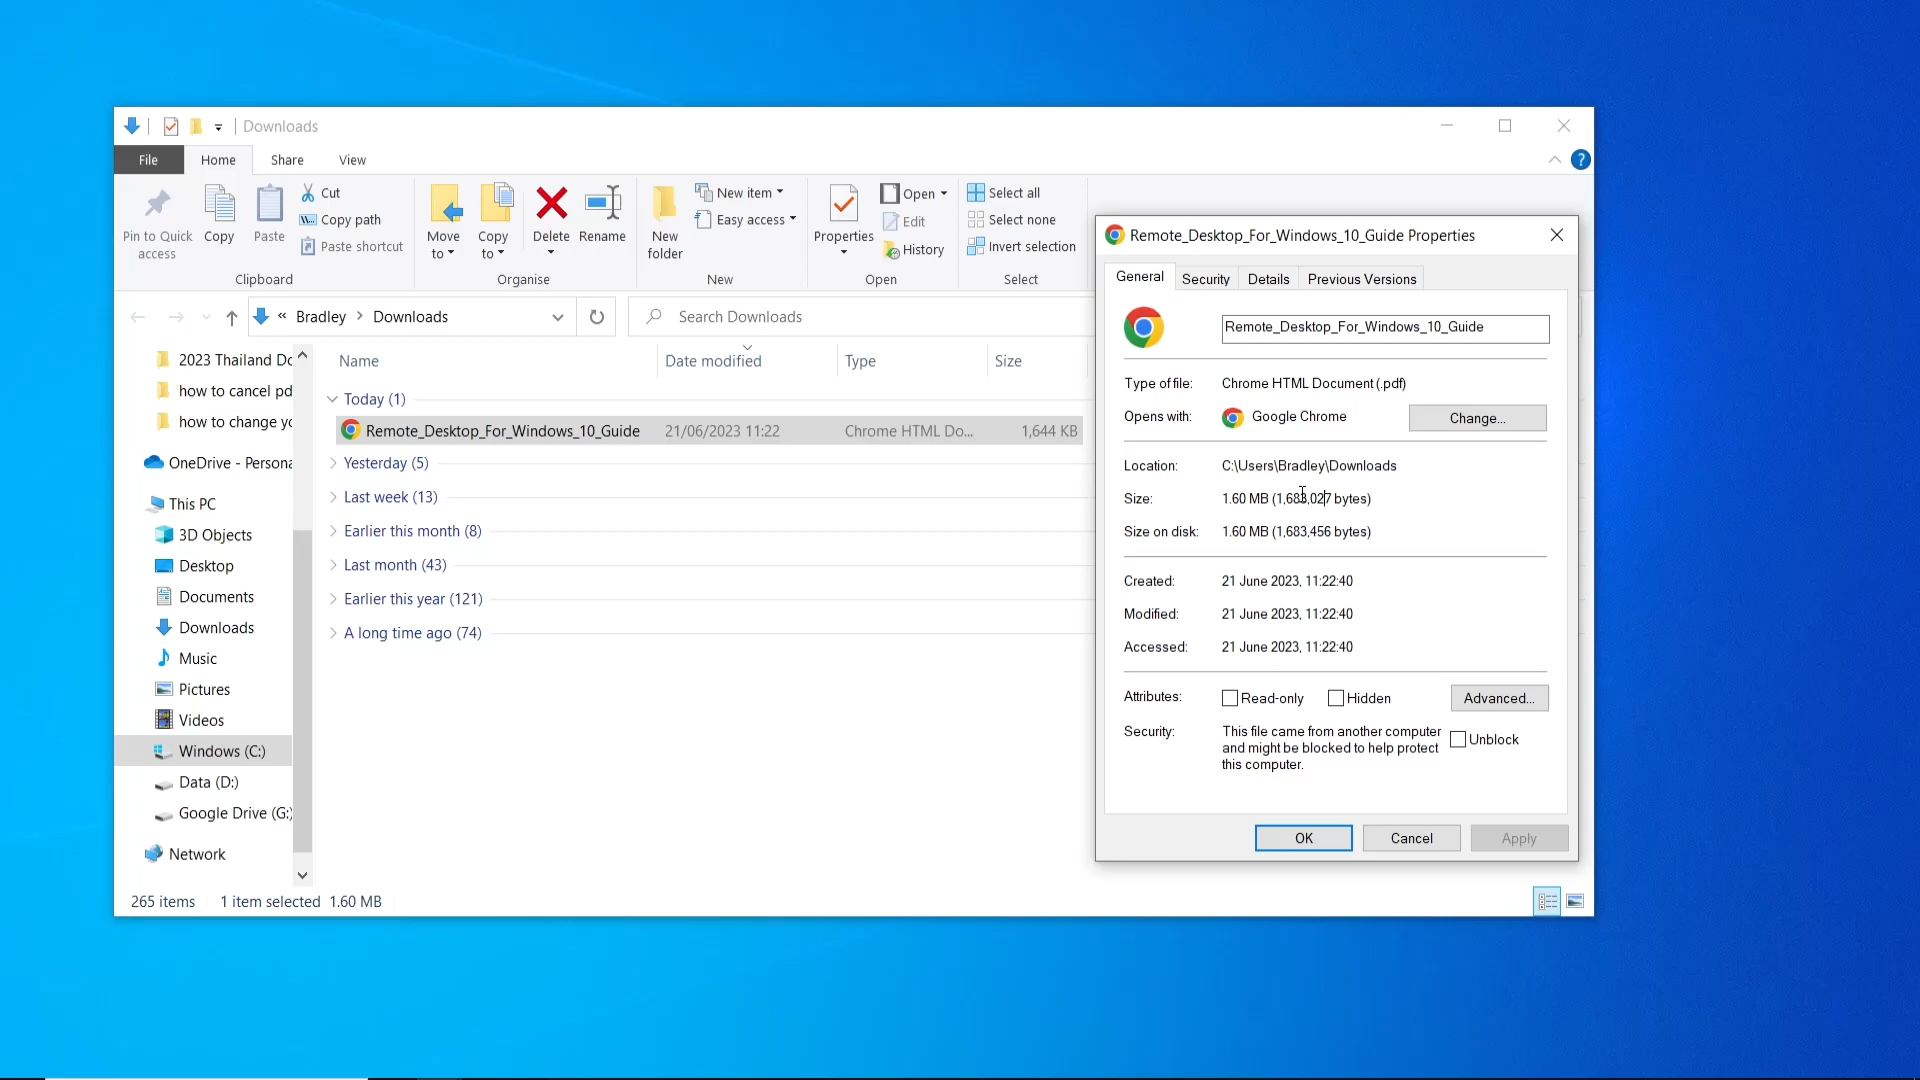 Downloads
File Home Share View
Pin to Quick access
Copy
Paste
Cut
Copy path
Paste shortcut
Clipboard
Move to
Copy to
Delete
Rename
Organise
New folder
New item
Easy access
New
Properties
Open
Edit
History
Open
Select all
Select none
Invert selection
Select
« Bradley > Downloads
Search Downloads
2023 Thailand Do
how to cancel pd
how to change yo
OneDrive - Persona
This PC
3D Objects
Desktop
Documents
Downloads
Music
Pictures
Videos
Windows (C:)
Data (D:)
Google Drive (G:)
Network
Name Date modified Type Size
Today (1)
Remote_Desktop_For_Windows_10_Guide 21/06/2023 11:22 Chrome HTML Do... 1,644 KB
Yesterday (5)
Last week (13)
Earlier this month (8)
Last month (43)
Earlier this year (121)
A long time ago (74)
265 items 1 item selected 1.60 MB
Remote_Desktop_For_Windows_10_Guide Properties
General Security Details Previous Versions
Remote_Desktop_For_Windows_10_Guide
Type of file: Chrome HTML Document (.pdf)
Opens with: Google Chrome Change...
Location: C:\Users\Bradley\Downloads
Size: 1.60 MB (1,683,027 bytes)
Size on disk: 1.60 MB (1,683,456 bytes)
Created: 21 June 2023, 11:22:40
Modified: 21 June 2023, 11:22:40
Accessed: 21 June 2023, 11:22:40
Attributes: Read-only Hidden Advanced...
Security: This file came from another computer
and might be blocked to help protect
this computer.
Unblock
OK Cancel Apply